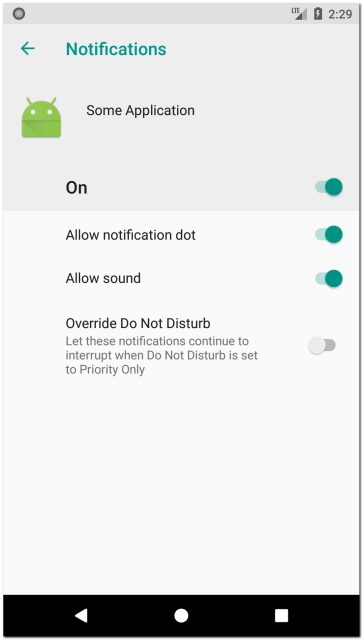 LTE 2:29
Notifications
Some Application
On
Allow notification dot
Allow sound
Override Do Not Disturb
Let these notifications continue to
interrupt when Do Not Disturb is set
to Priority Only